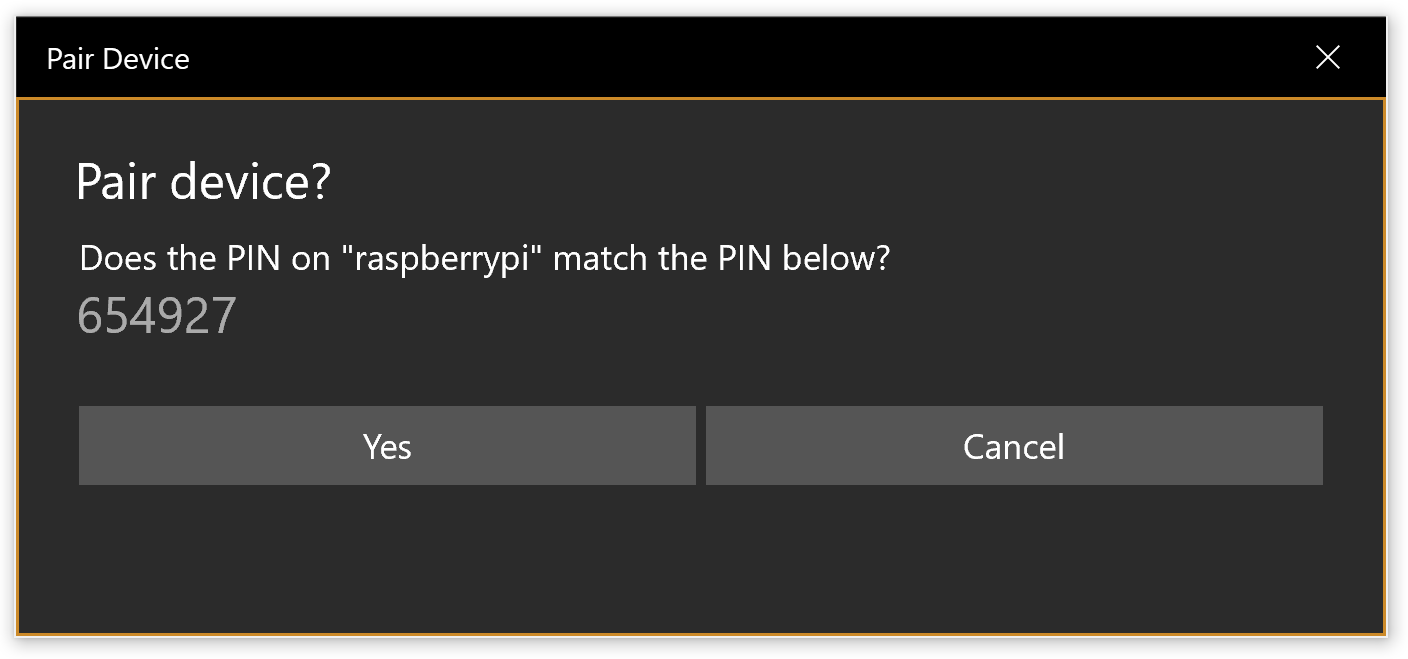 Pair Device
Pair device?
Does the PIN on "raspberrypi" match the PIN below?
654927
Yes
Cancel